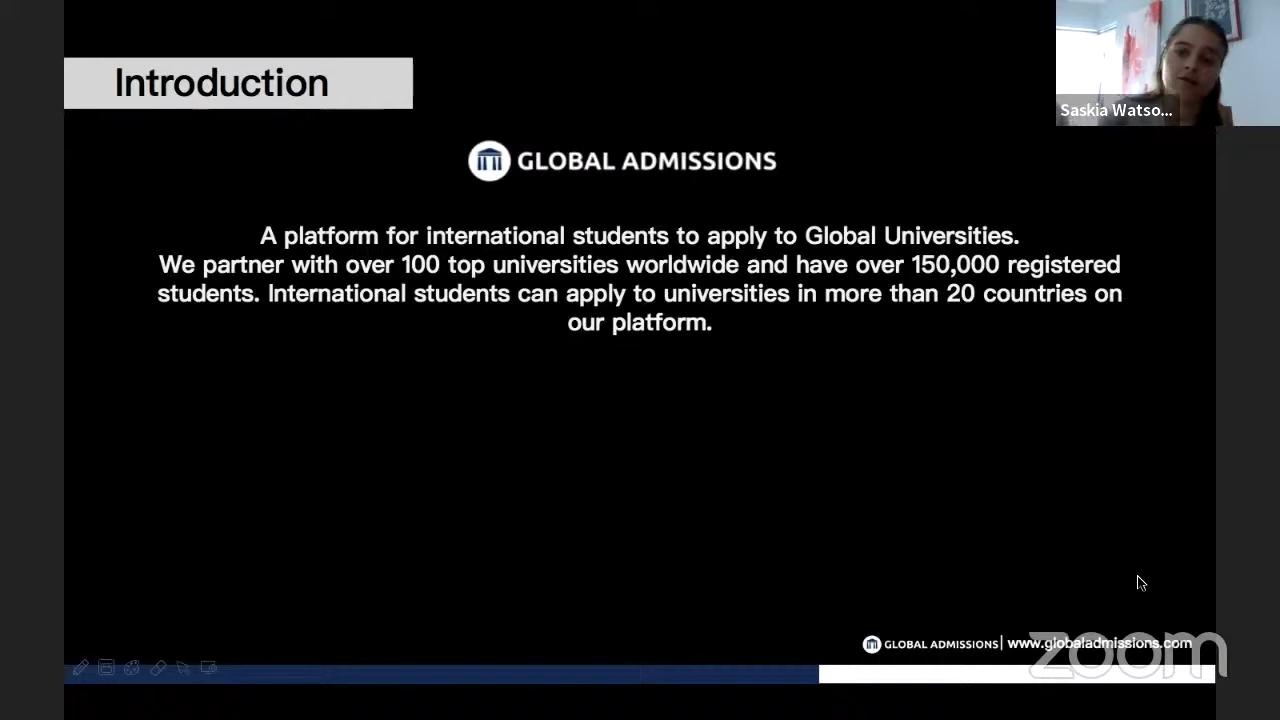 Introduction
Saskia Watso...
GLOBAL ADMISSIONS
A platform for international students to apply to Global Universities.
We partner with over 100 top universities worldwide and have over 150,000 registered
students. International students can apply to universities in more than 20 countries on
our platform.
GLOBAL ADMISSIONS| www.globaladmissions.com
zoom